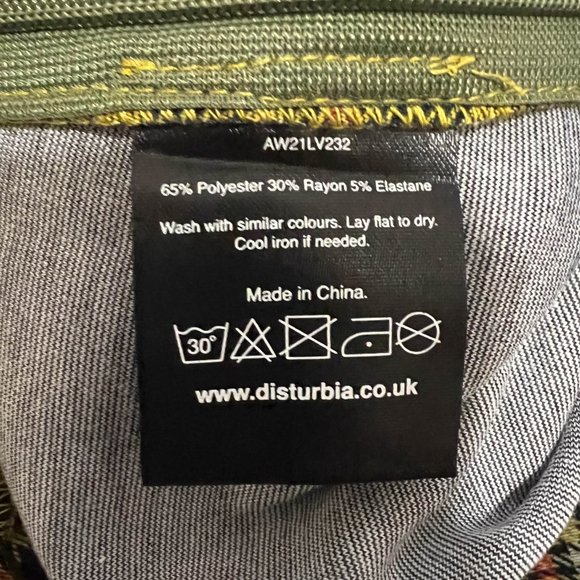 AW21LV232
65% Polyester 30% Rayon 5% Elastane
Wash with similar colours. Lay flat to dry.
Cool iron if needed.
Made in China.
30°
www.disturbia.co.uk